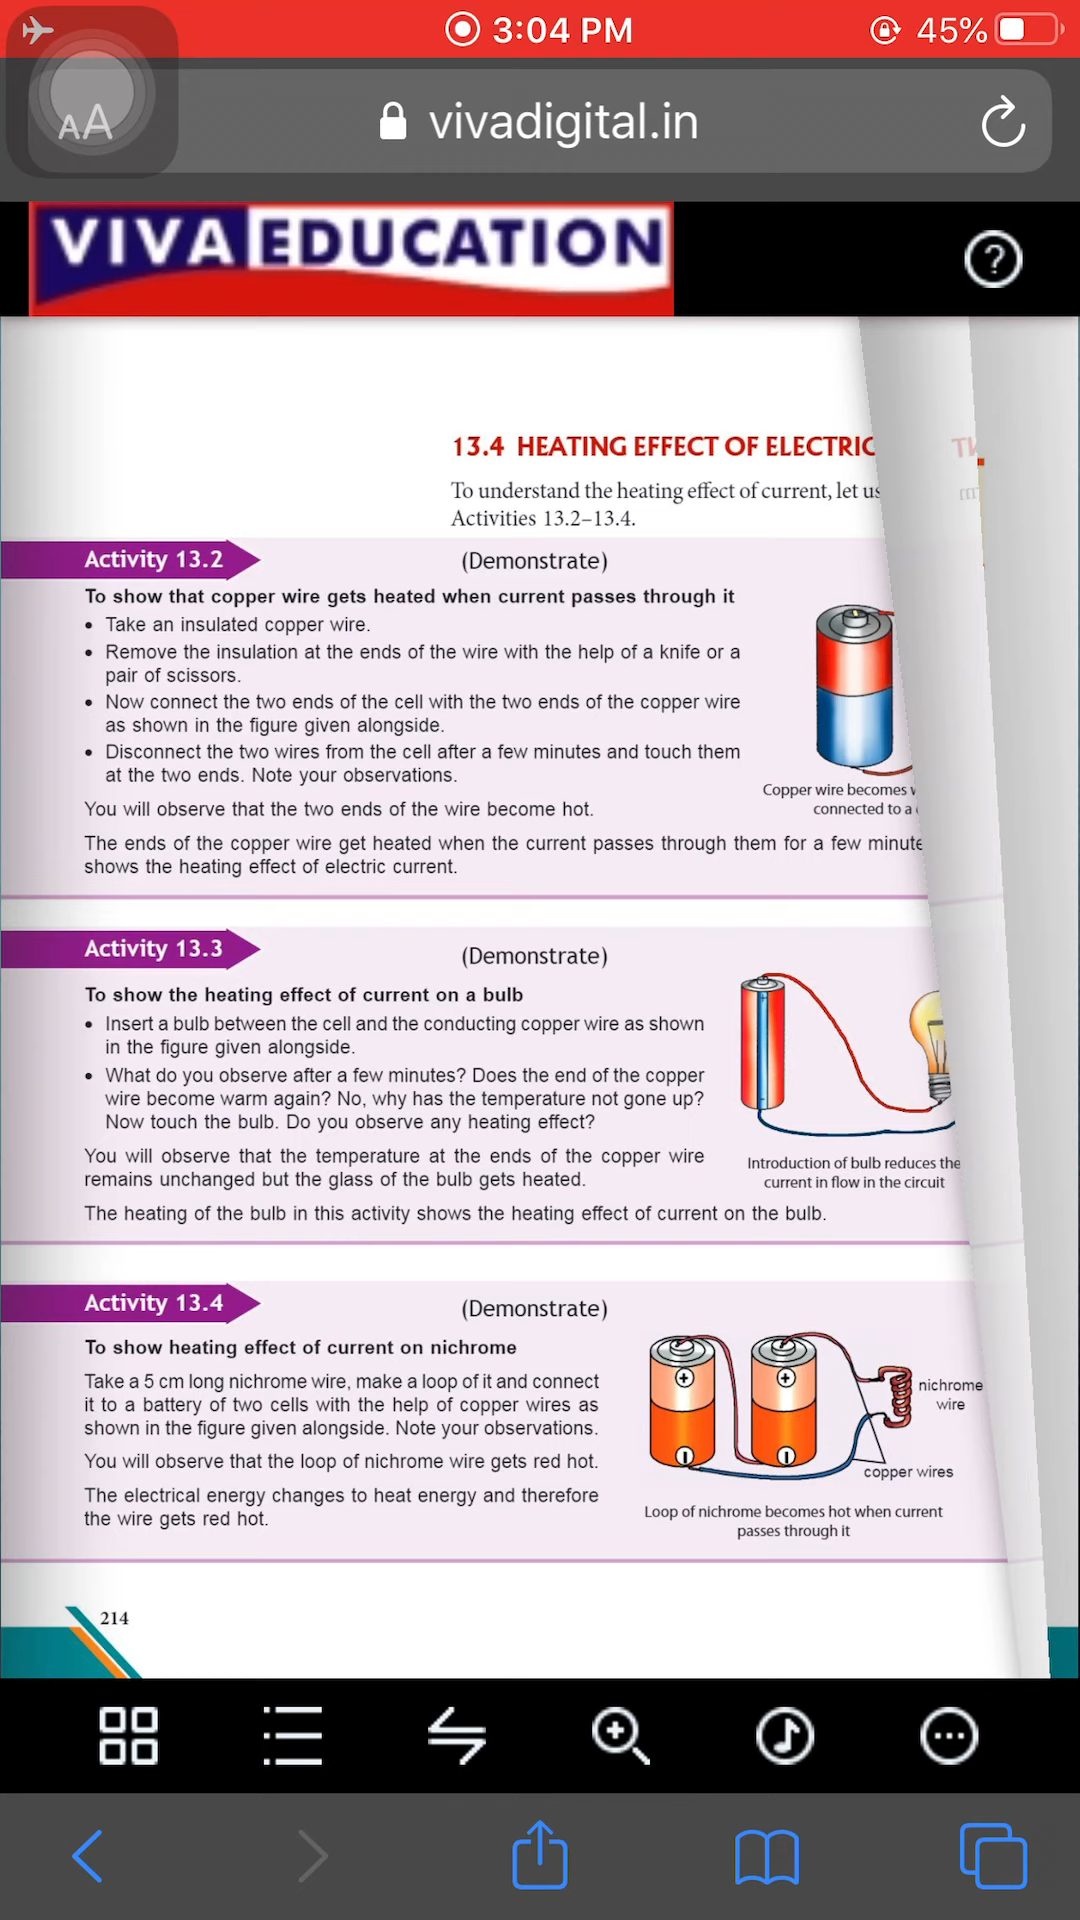 3:04 PM
45%
AA
vivadigital.in
VIVA EDUCATION
?
13.4 HEATING EFFECT OF ELECTRIC
To understand the heating effect of current, let us
Activities 13.2–13.4.
Activity 13.2
(Demonstrate)
To show that copper wire gets heated when current passes through it
• Take an insulated copper wire.
• Remove the insulation at the ends of the wire with the help of a knife or a
pair of scissors.
• Now connect the two ends of the cell with the two ends of the copper wire
as shown in the figure given alongside.
• Disconnect the two wires from the cell after a few minutes and touch them
at the two ends. Note your observations.
You will observe that the two ends of the wire become hot.
Copper wire becomes
connected to a
The ends of the copper wire get heated when the current passes through them for a few minute
shows the heating effect of electric current.
Activity 13.3
(Demonstrate)
To show the heating effect of current on a bulb
• Insert a bulb between the cell and the conducting copper wire as shown
in the figure given alongside.
• What do you observe after a few minutes? Does the end of the copper
wire become warm again? No, why has the temperature not gone up?
Now touch the bulb. Do you observe any heating effect?
You will observe that the temperature at the ends of the copper wire
remains unchanged but the glass of the bulb gets heated.
Introduction of bulb reduces the
current in flow in the circuit
The heating of the bulb in this activity shows the heating effect of current on the bulb.
Activity 13.4
(Demonstrate)
To show heating effect of current on nichrome
Take a 5 cm long nichrome wire, make a loop of it and connect
it to a battery of two cells with the help of copper wires as
shown in the figure given alongside. Note your observations.
You will observe that the loop of nichrome wire gets red hot.
The electrical energy changes to heat energy and therefore
the wire gets red hot.
nichrome
wire
copper wires
Loop of nichrome becomes hot when current
passes through it
214